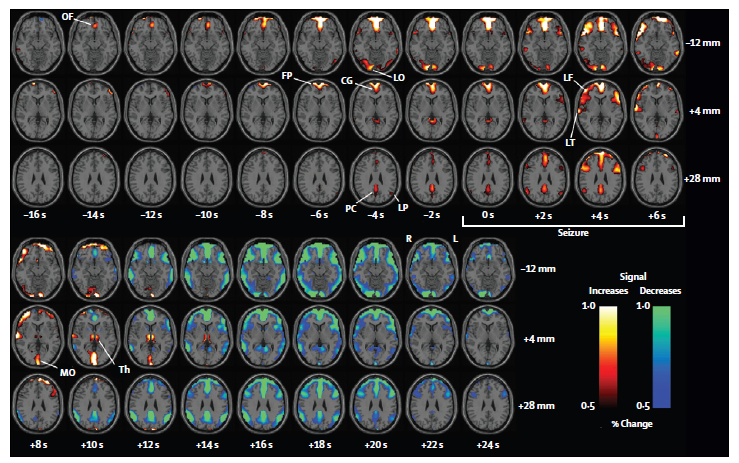 OF
LO
−12 mm
FP
CG
LF
LT
+4 mm
PC
LP
+28 mm
−16 s −14 s −12 s −10 s −8 s −6 s −4 s −2 s 0 s +2 s +4 s +6 s
Seizure
R L
−12 mm
Signal
Increases Decreases
1·0 1·0
+4 mm
MO
Th
+28 mm
0·5 0·5
% Change
+8 s +10 s +12 s +14 s +16 s +18 s +20 s +22 s +24 s